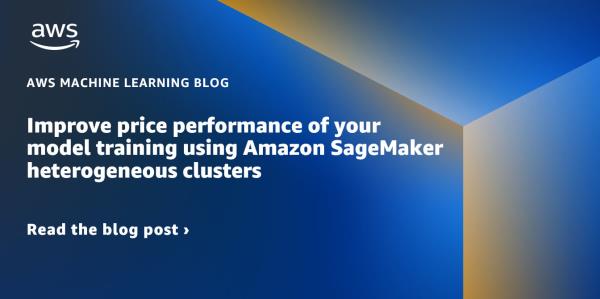 aws
AWS MACHINE LEARNING BLOG
Improve price performance of your
model training using Amazon SageMaker
heterogeneous clusters
Read the blog post ›